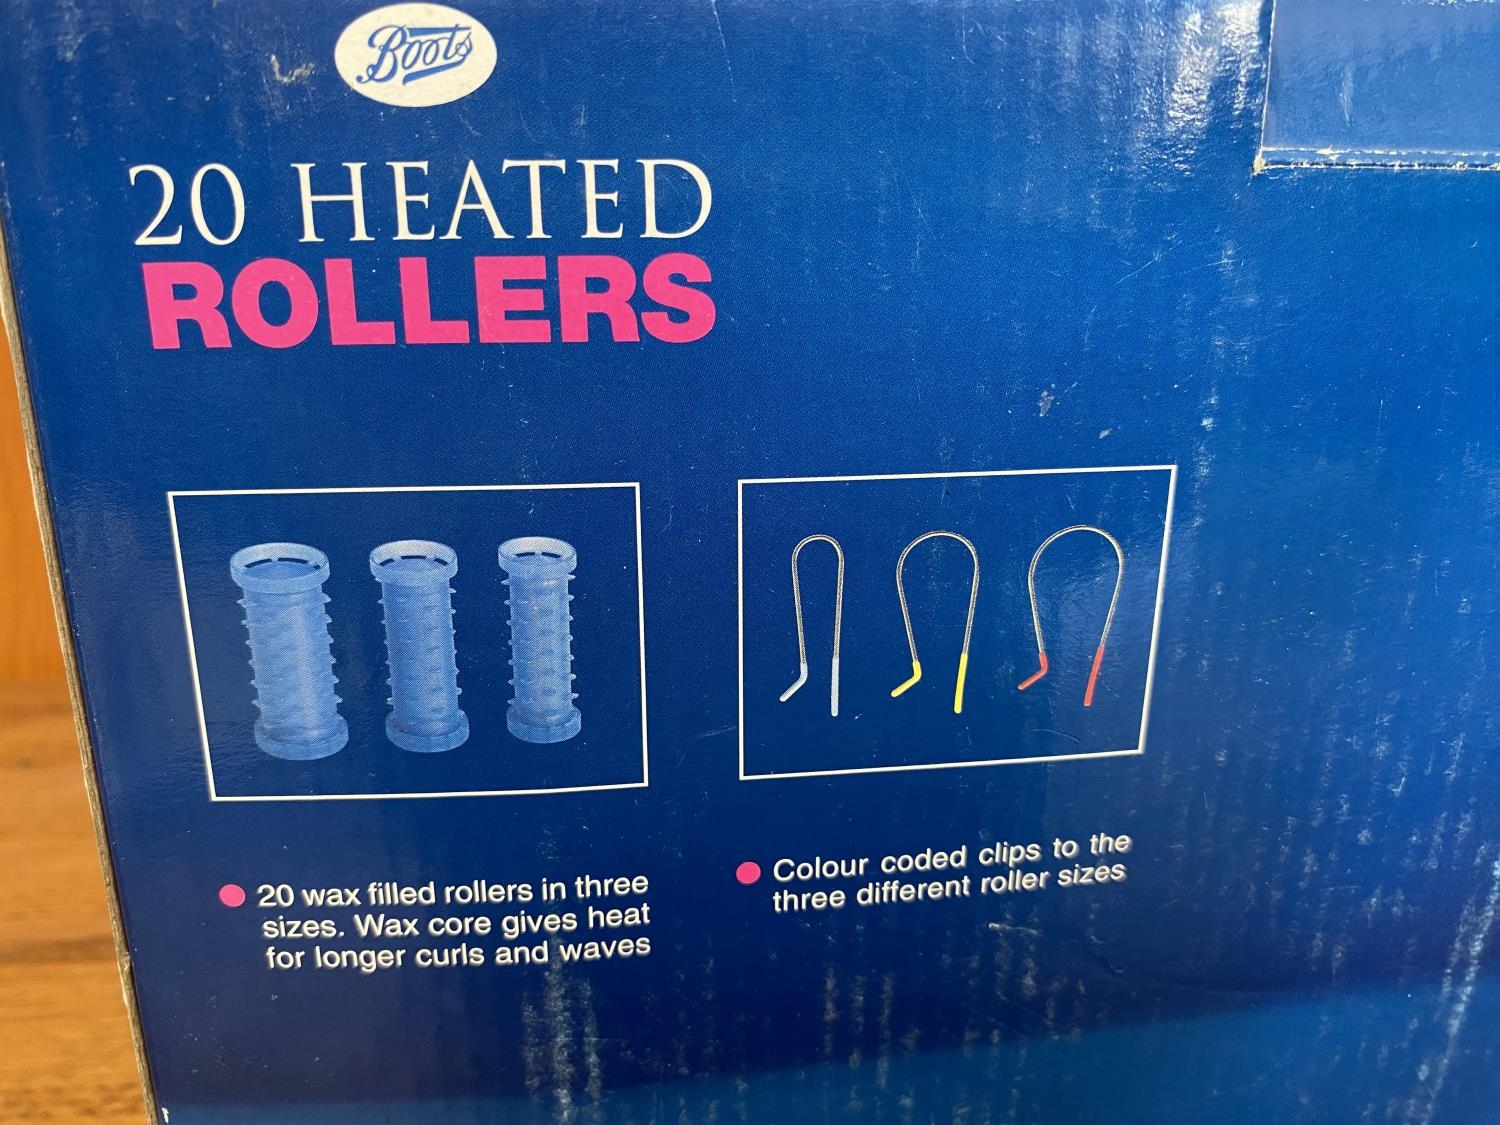 Boots
20 HEATED
ROLLERS
20 wax filled rollers in three
sizes. Wax core gives heat
for longer curls and waves
Colour coded clips to the
three different roller sizes